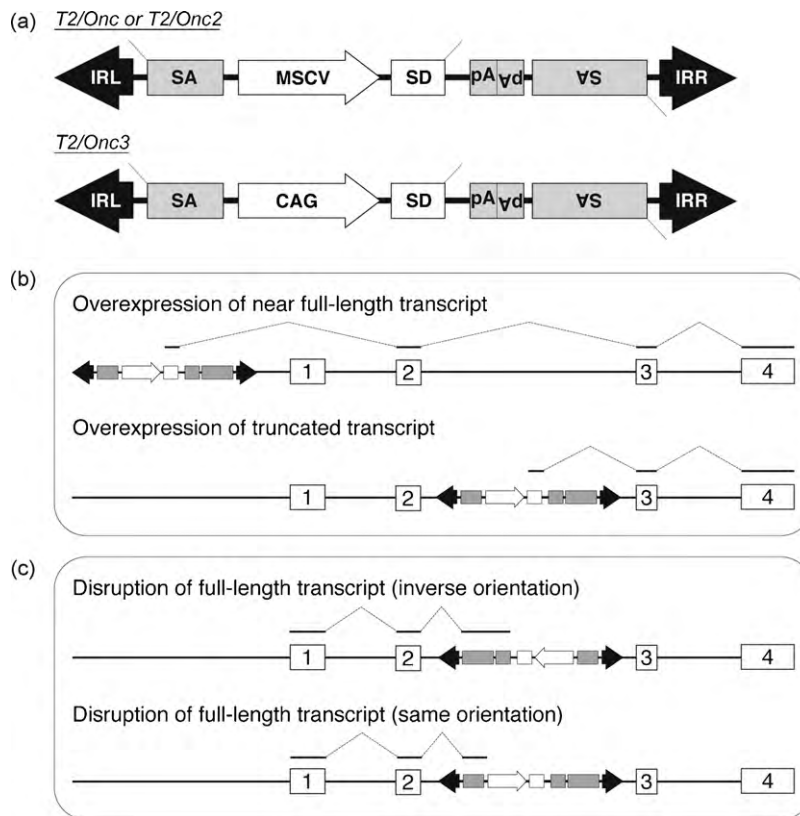 (a) T2/Onc or T2/Onc2
IRL SA MSCV SD pA pA SA IRR
T2/Onc3
IRL SA CAG SD pA pA SA IRR
(b)
Overexpression of near full-length transcript
1 2 3 4
Overexpression of truncated transcript
1 2 3 4
(c)
Disruption of full-length transcript (inverse orientation)
1 2 3 4
Disruption of full-length transcript (same orientation)
1 2 3 4